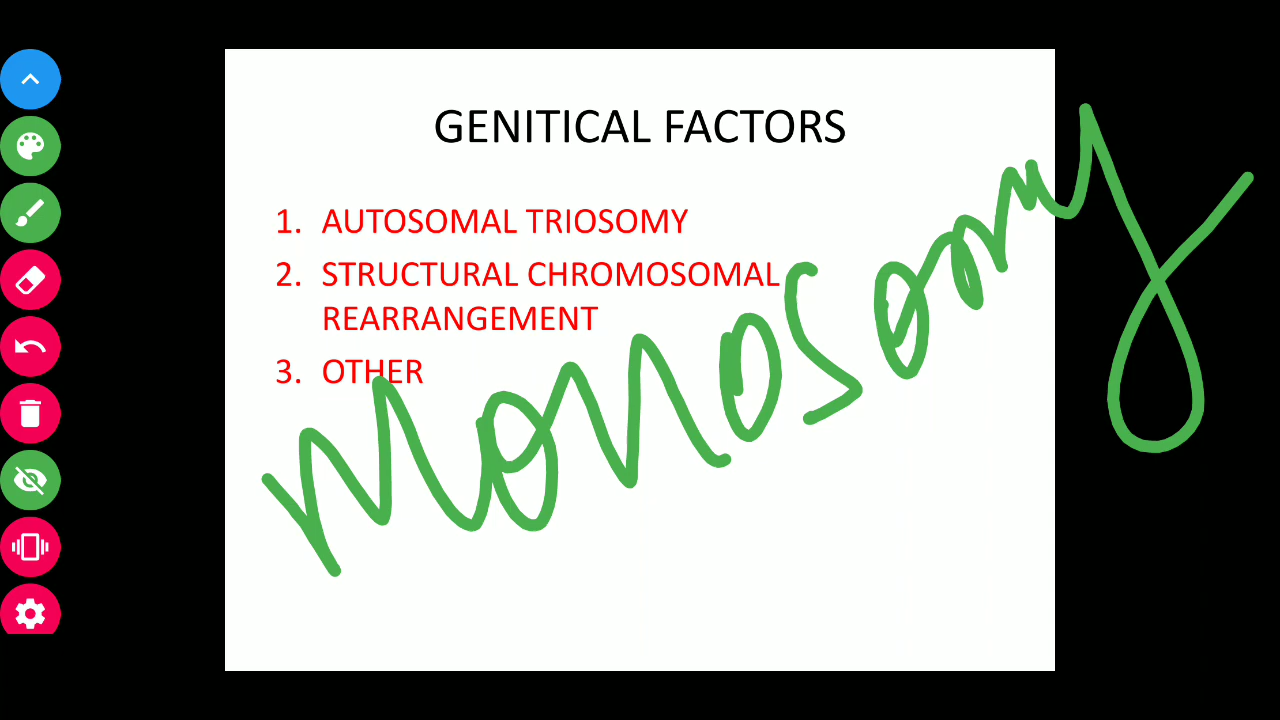 GENITICAL FACTORS
1. AUTOSOMAL TRIOSOMY
2. STRUCTURAL CHROMOSOMAL
REARRANGEMENT
3. OTHER
monosomy